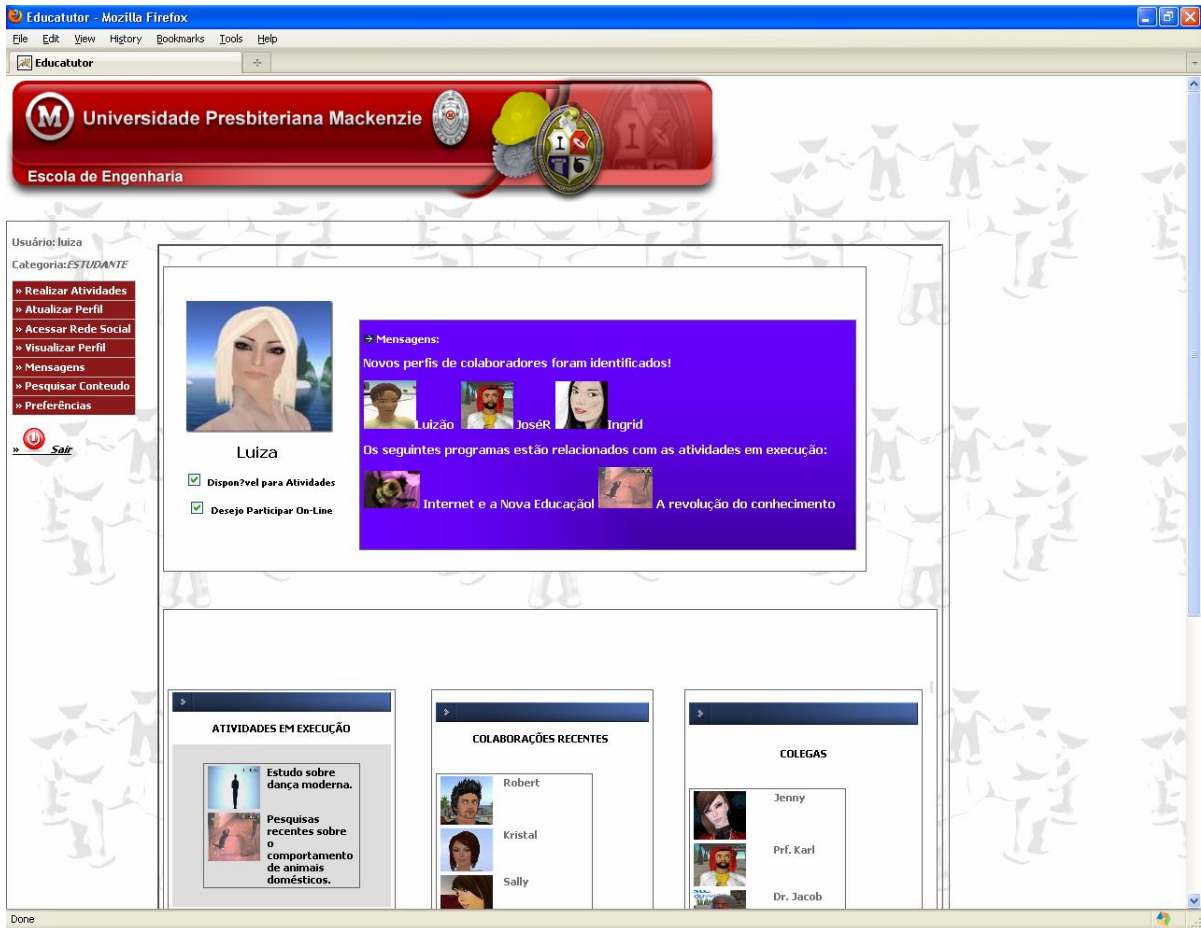 Educatutor - Mozilla Firefox
File Edit View History Bookmarks Tools Help
Educatutor
M Universidade Presbiteriana Mackenzie
Escola de Engenharia
Usuário: luiza
Categoria:ESTUDANTE
» Realizar Atividades
» Atualizar Perfil
» Acessar Rede Social
» Visualizar Perfil
» Mensagens
» Pesquisar Conteudo
» Preferências
» Sair
Luiza
Dispon?vel para Atividades
Desejo Participar On-Line
Mensagens:
Novos perfis de colaboradores foram identificados!
Luizão JoséR Ingrid
Os seguintes programas estão relacionados com as atividades em execução:
Internet e a Nova Educaçãol A revolução do conhecimento
ATIVIDADES EM EXECUÇÃO
Estudo sobre
dança moderna.
Pesquisas
recentes sobre
o
comportamento
de animais
domésticos.
COLABORAÇÕES RECENTES
Robert
Kristal
Sally
COLEGAS
Jenny
Prf. Karl
Dr. Jacob
Done